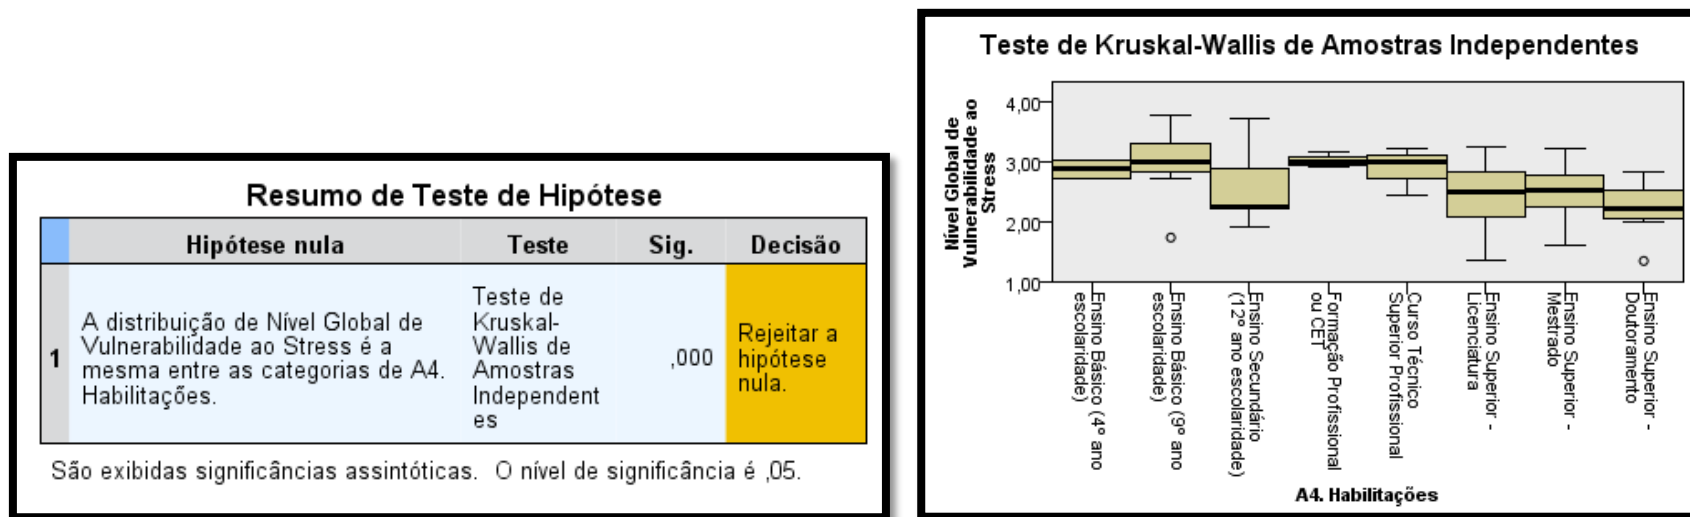 Resumo de Teste de Hipótese
Hipótese nula Teste Sig. Decisão
1
A distribuição de Nível Global de
Vulnerabilidade ao Stress é a
mesma entre as categorias de A4.
Habilitações.
Teste de
Kruskal-
Wallis de
Amostras
Independent
es
,000
Rejeitar a
hipótese
nula.
São exibidas significâncias assintóticas. O nível de significância é ,05.
Teste de Kruskal-Wallis de Amostras Independentes
Nível Global de
Vulnerabilidade ao
Stress
4,00
3,00
2,00
1,00
Ensino Básico (4º ano
escolaridade)
Ensino Básico (9º ano
escolaridade)
Ensino Secundário
(12º ano escolaridade)
Formação Profissional
ou CET
Curso Técnico
Superior Profissional
Ensino Superior -
Licenciatura
Ensino Superior -
Mestrado
Ensino Superior -
Doutoramento
A4. Habilitações